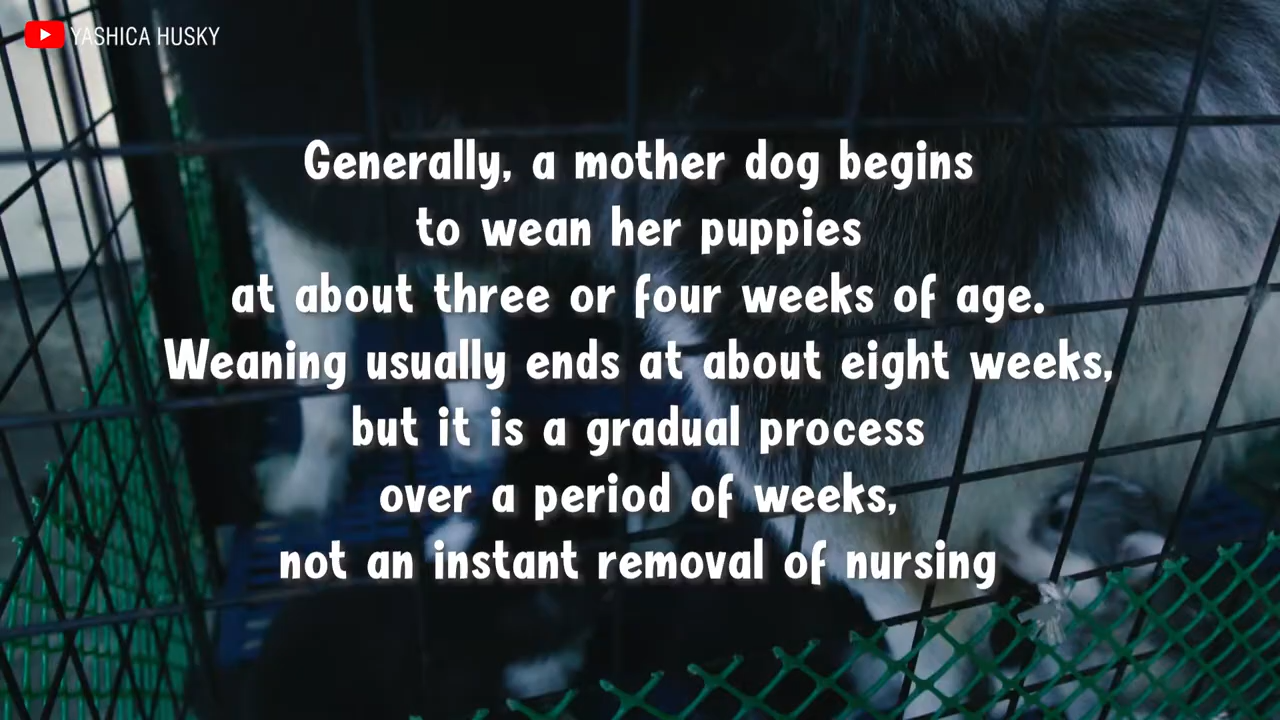 YASHICA HUSKY
Generally, a mother dog begins
to wean her puppies
at about three or four weeks of age.
Weaning usually ends at about eight weeks,
but it is a gradual process
over a period of weeks,
not an instant removal of nursing